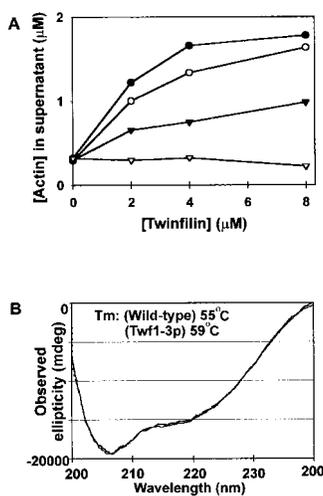 A
[Actin] in supernatant (μM)
2
1
0
0
2
4
6
8
[Twinfilin] (μM)
B
Tm: (Wild-type) 55°C
(Twf1-3p) 59°C
Observed
ellipticity (mdeg)
0
-20000
200
210
220
230
200
Wavelength (nm)